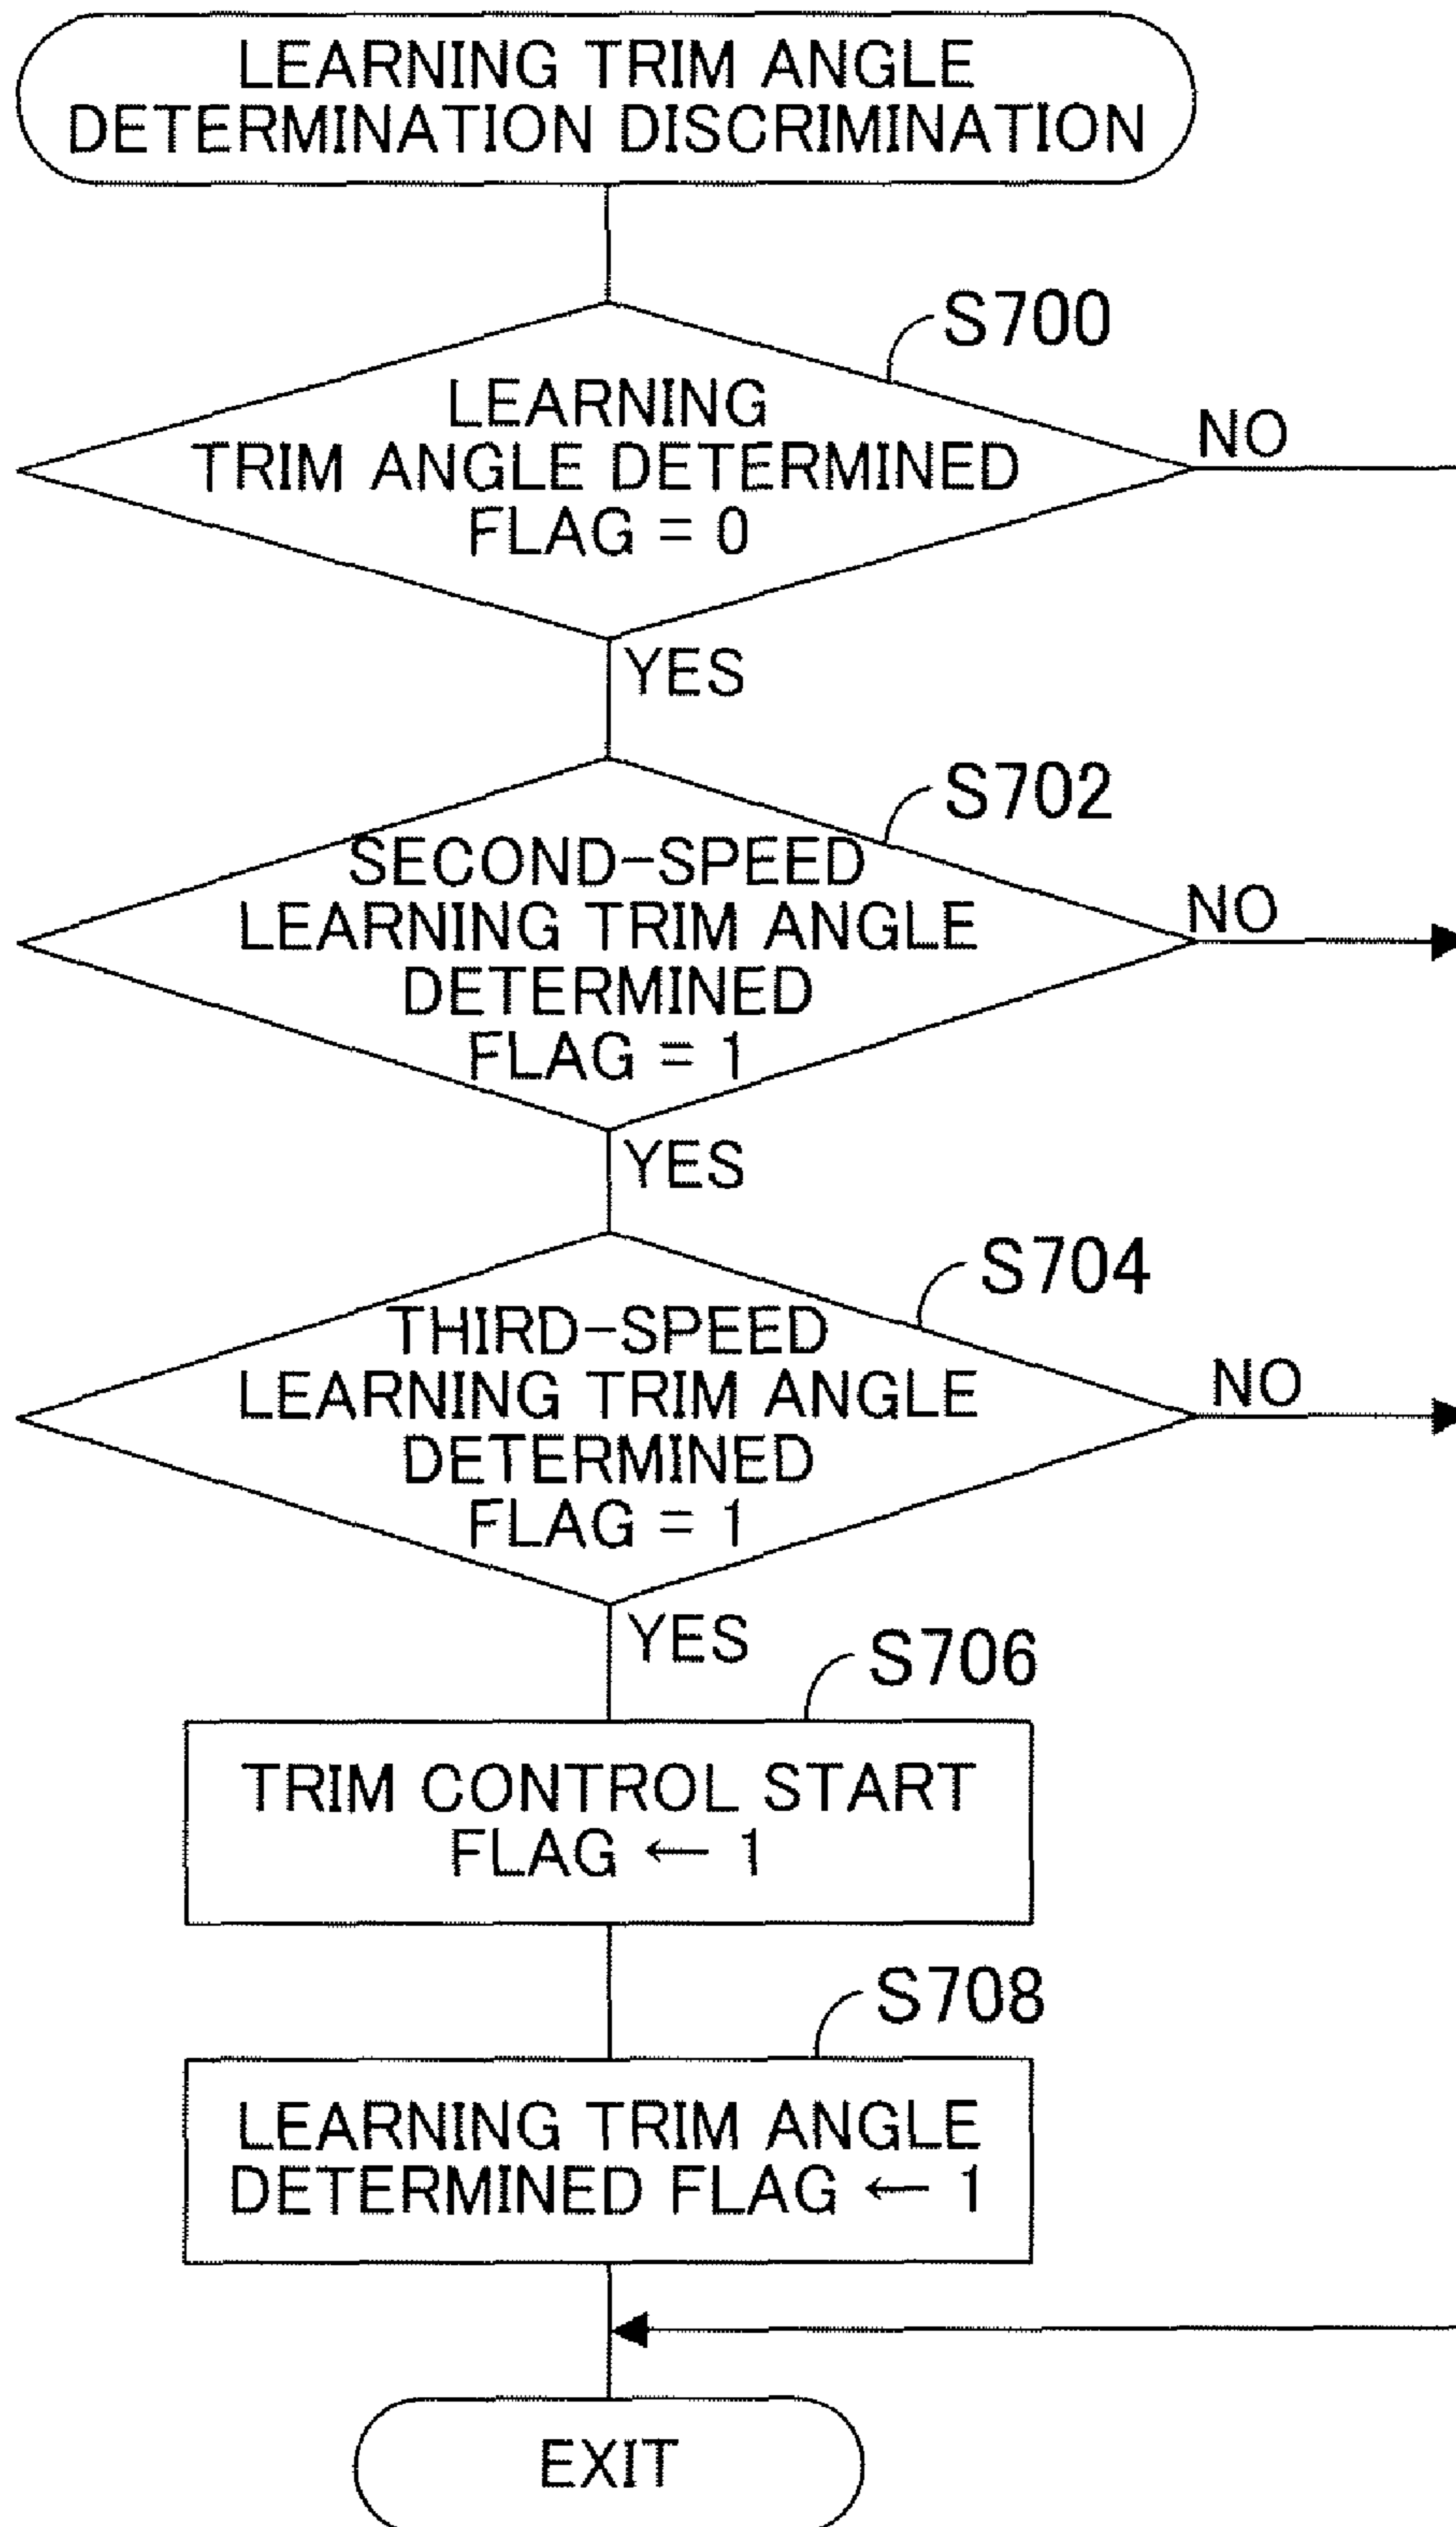 LEARNING TRIM ANGLE
DETERMINATION DISCRIMINATION
S700
LEARNING
TRIM ANGLE DETERMINED
FLAG = 0
NO
YES
S702
SECOND-SPEED
LEARNING TRIM ANGLE
DETERMINED
FLAG = 1
NO
YES
S704
THIRD-SPEED
LEARNING TRIM ANGLE
DETERMINED
FLAG = 1
NO
YES
S706
TRIM CONTROL START
FLAG ← 1
S708
LEARNING TRIM ANGLE
DETERMINED FLAG ← 1
EXIT